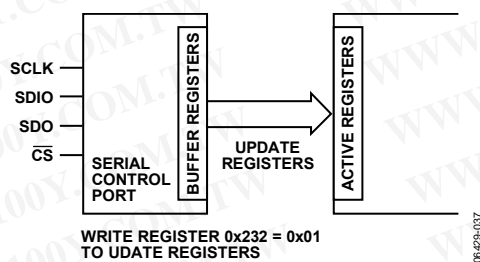 SCLK
SDIO
SDO
CS
SERIAL
CONTROL
PORT
BUFFER REGISTERS
UPDATE
REGISTERS
ACTIVE REGISTERS
WRITE REGISTER 0x232 = 0x01
TO UDATE REGISTERS
06429-037